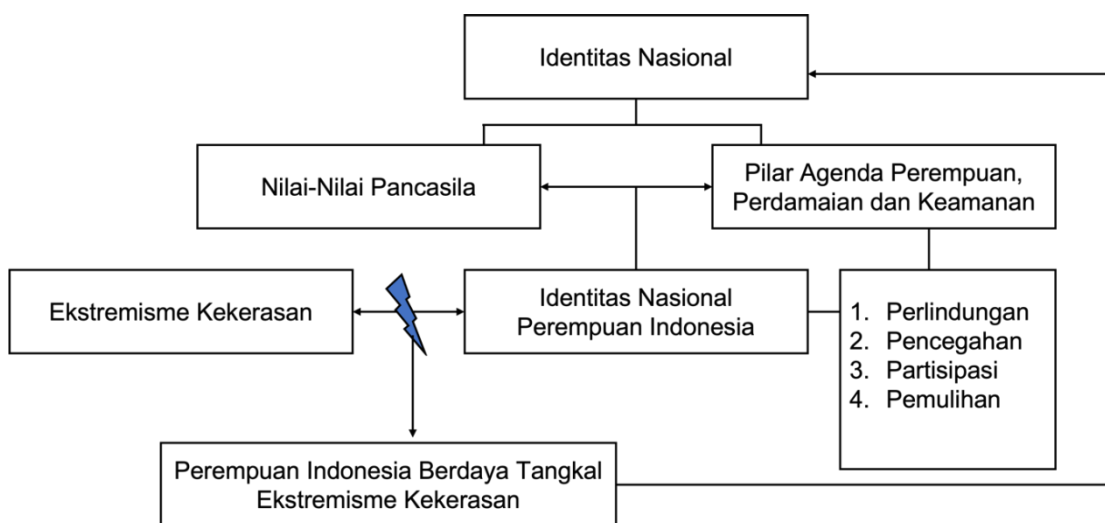 Identitas Nasional
Nilai-Nilai Pancasila
Pilar Agenda Perempuan,
Perdamaian dan Keamanan
Ekstremisme Kekerasan
Identitas Nasional
Perempuan Indonesia
1. Perlindungan
2. Pencegahan
3. Partisipasi
4. Pemulihan
Perempuan Indonesia Berdaya Tangkal
Ekstremisme Kekerasan